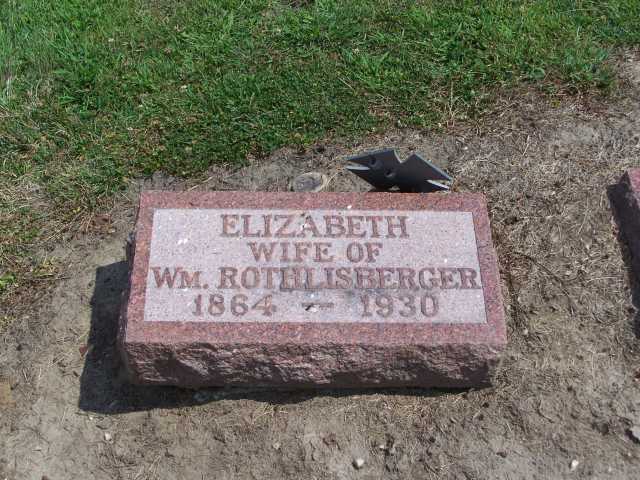 ELIZABETH
WIFE OF
WM. ROTHLISBERGER
1864 – 1930